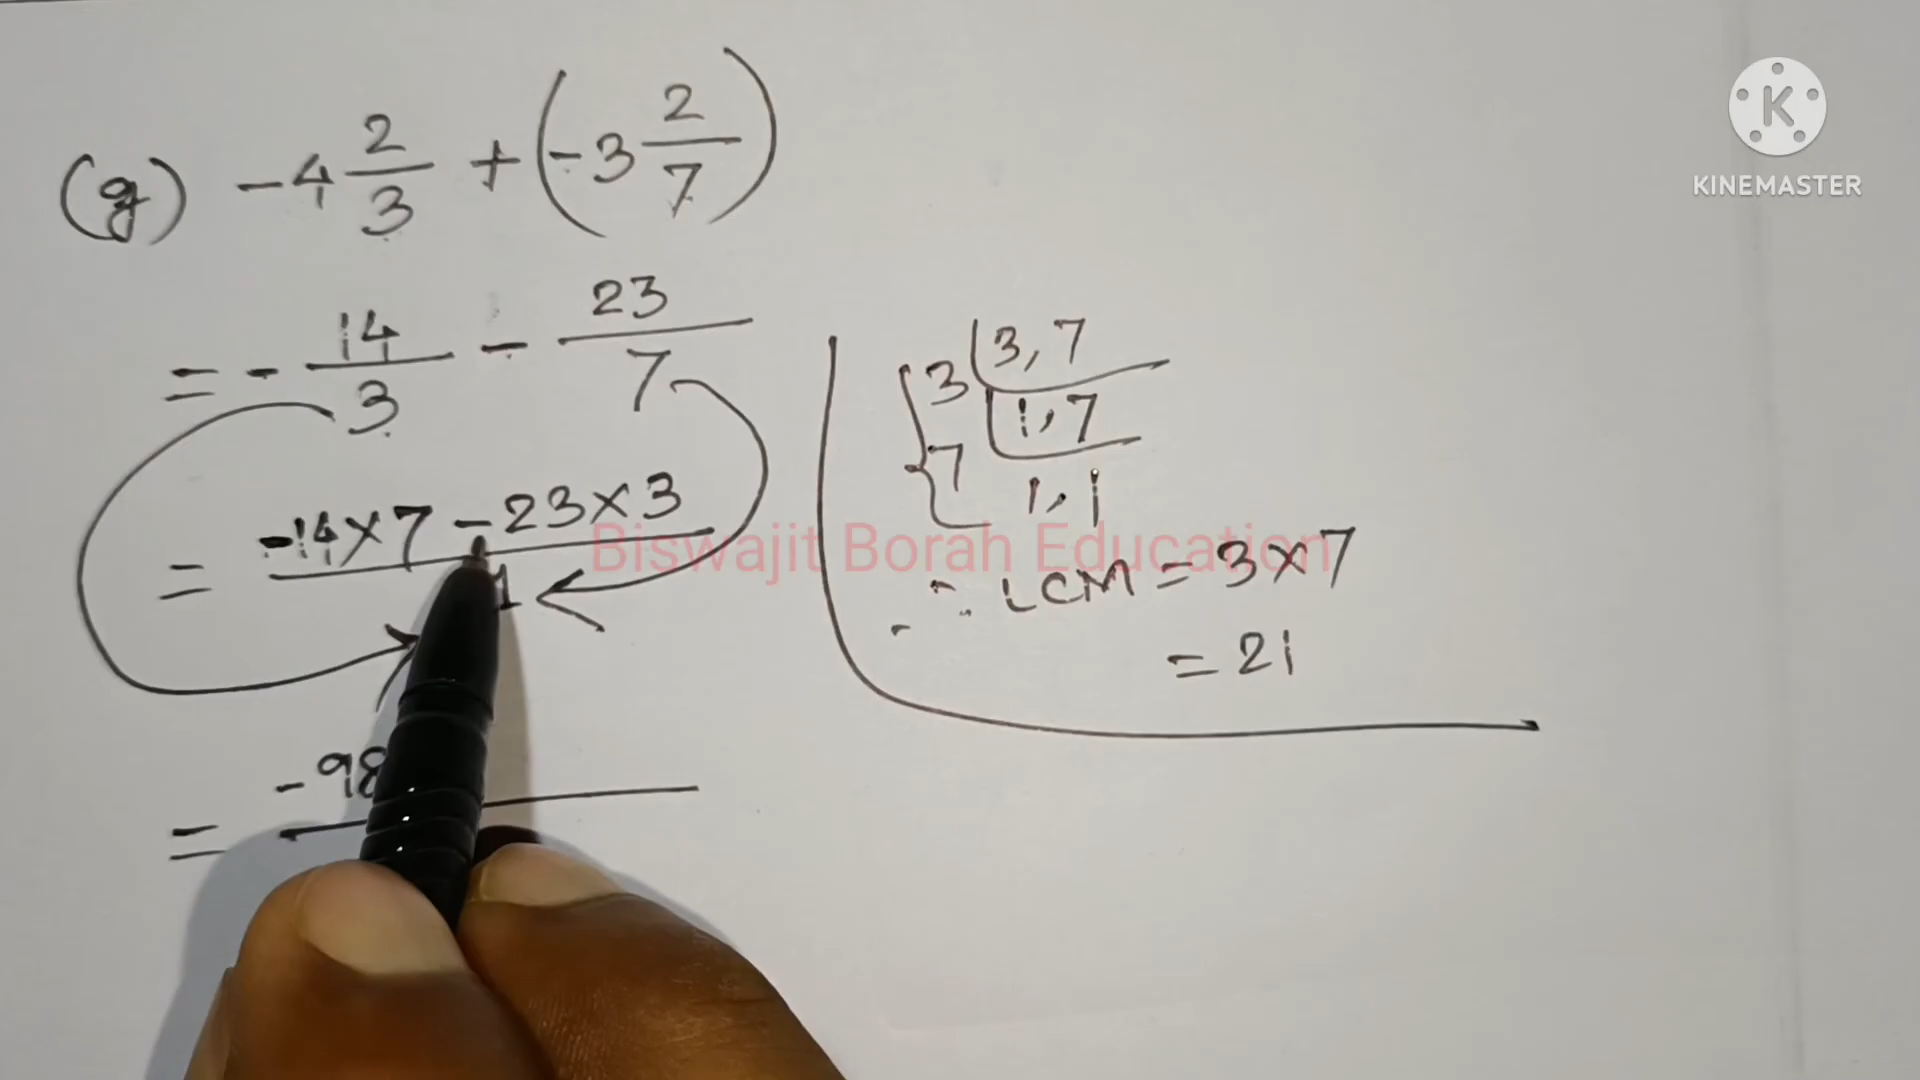 (g) -4 2/3 + (-3 2/7)
= - 14/3 - 23/7
= -14×7 - 23×3 / 1
= -98
3 | 3, 7
7 | 1, 7
1, 1
∴ LCM = 3×7
= 21
Biswajit Borah Education
K
KINEMASTER